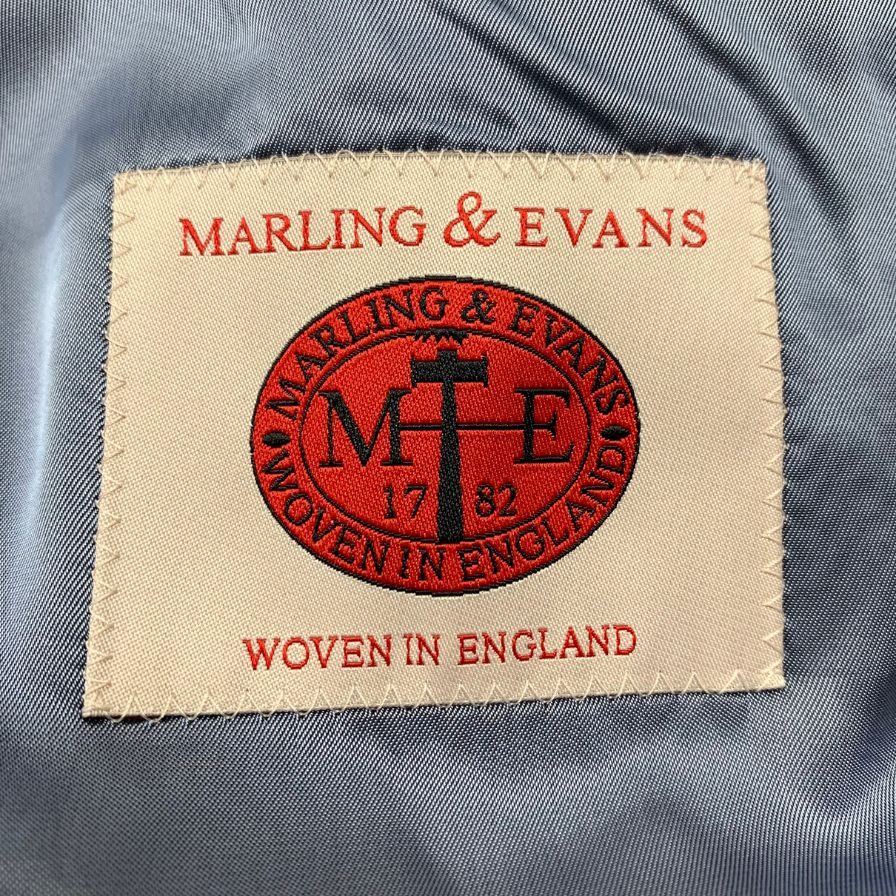 MARLING & EVANS
MARLING & EVANS
M E
17 82
WOVEN IN ENGLAND
WOVEN IN ENGLAND